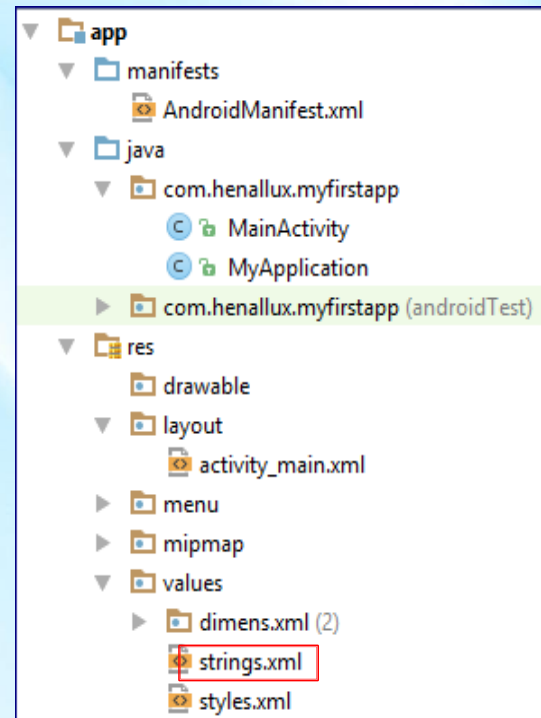 app
manifests
AndroidManifest.xml
java
com.henallux.myfirstapp
MainActivity
MyApplication
com.henallux.myfirstapp (androidTest)
res
drawable
layout
activity_main.xml
menu
mipmap
values
dimens.xml (2)
strings.xml
styles.xml